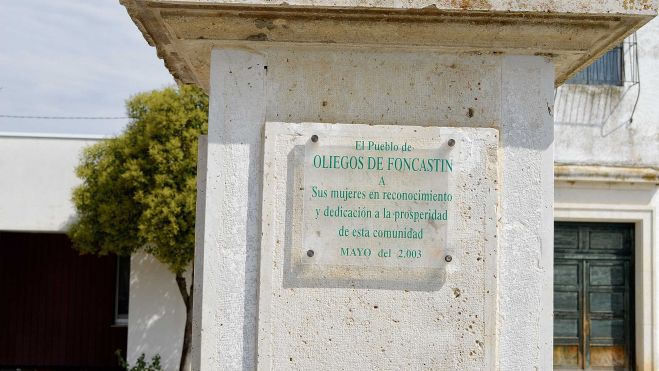 El Pueblo de
OLIEGOS DE FONCASTIN
A
Sus mujeres en reconocimiento
y dedicación a la prosperidad
de esta comunidad
MAYO del 2.003